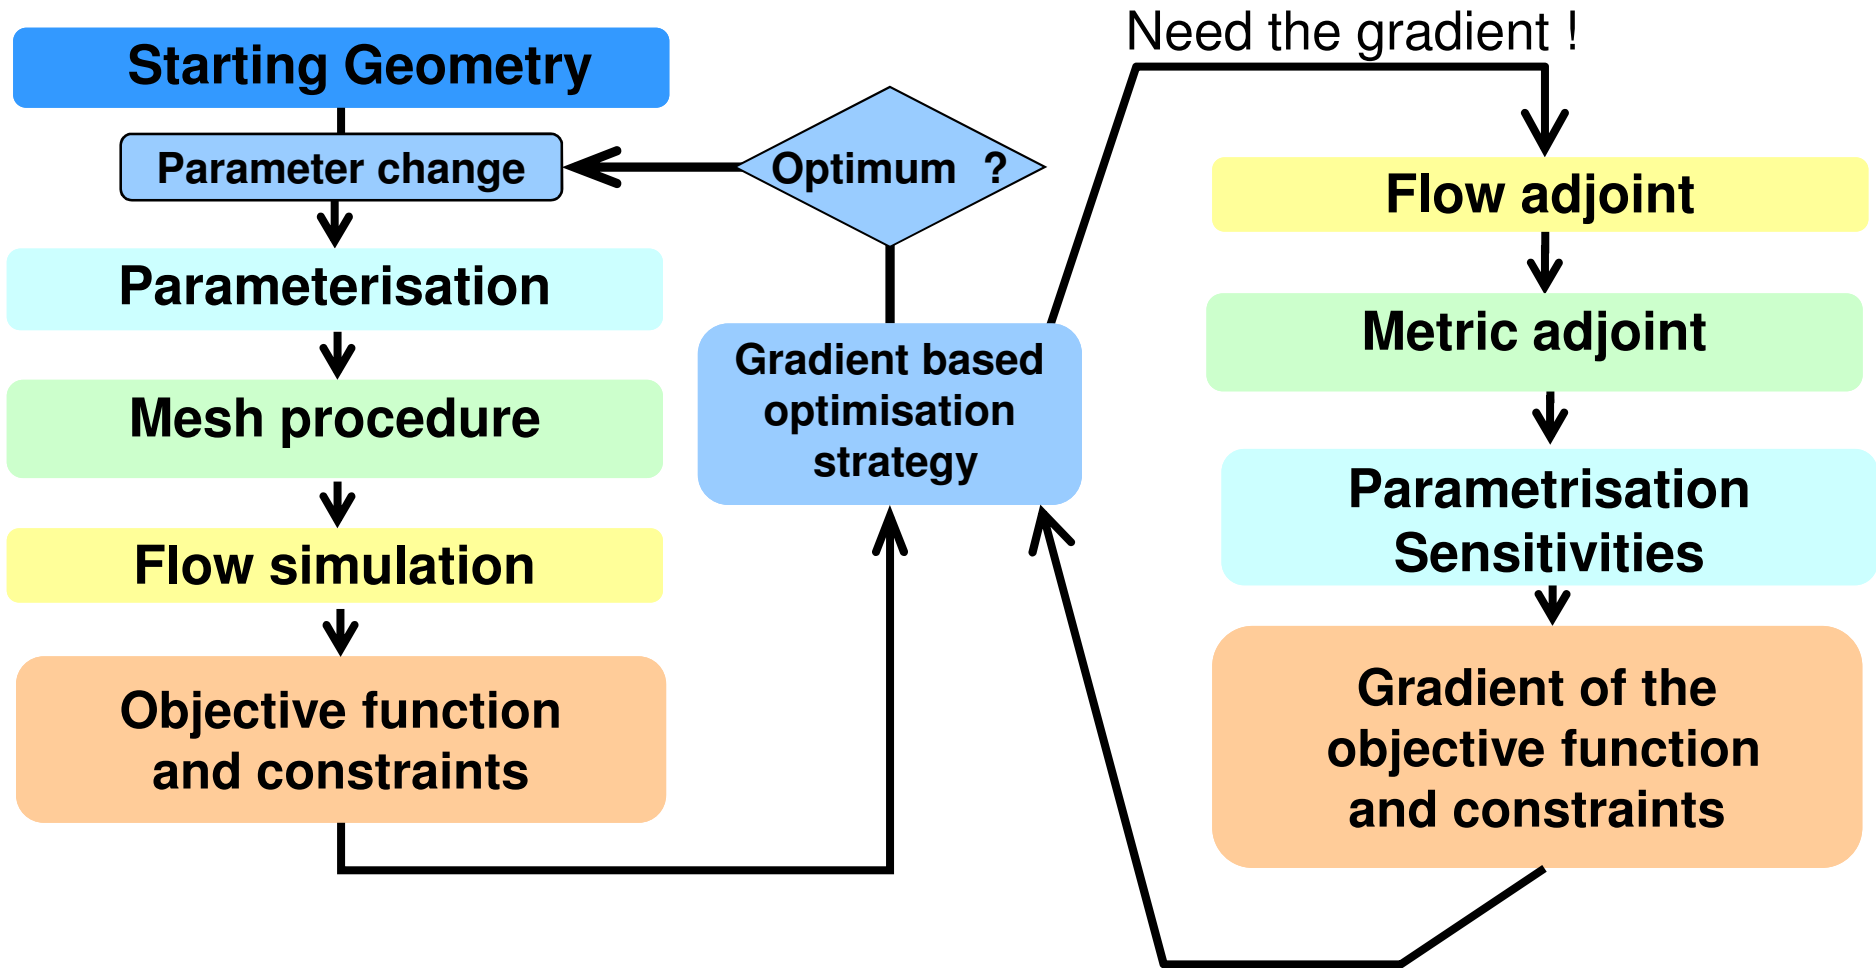 Starting Geometry
Parameter change
Parameterisation
Mesh procedure
Flow simulation
Objective function
and constraints
Optimum ?
Gradient based
optimisation
strategy
Need the gradient !
Flow adjoint
Metric adjoint
Parametrisation
Sensitivities
Gradient of the
objective function
and constraints